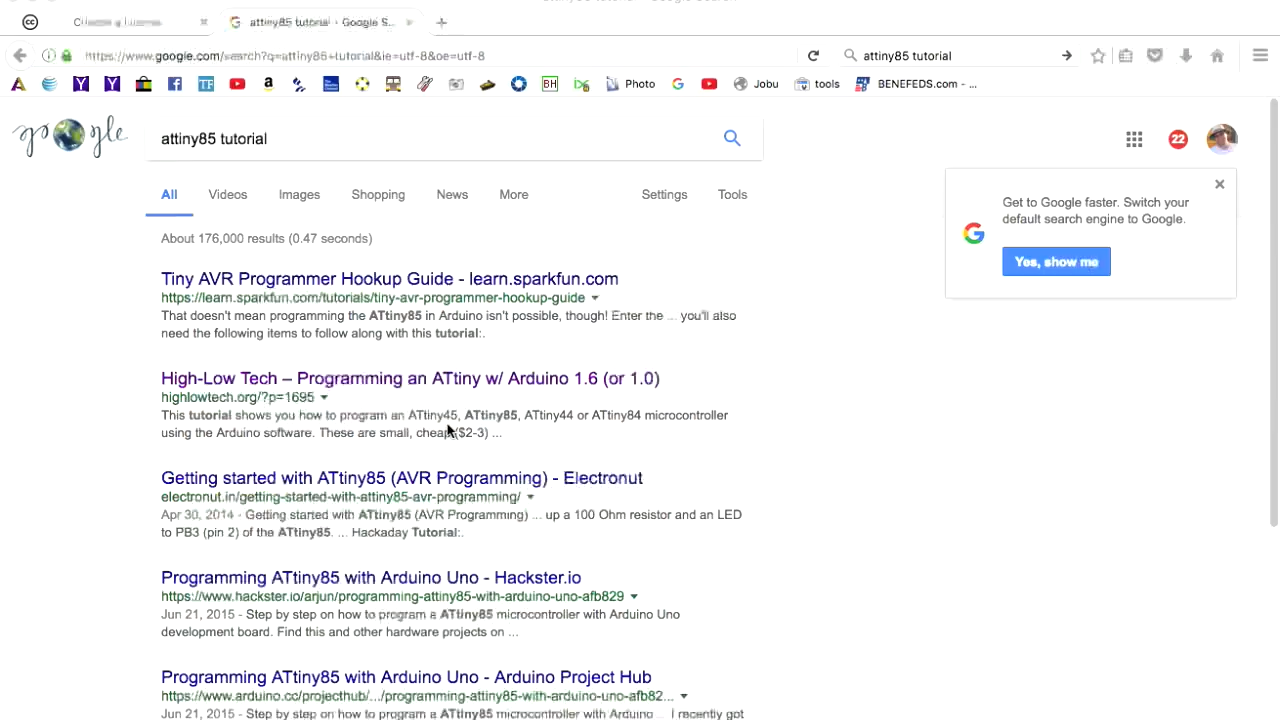 attiny85 tutorial - Google S...
https://www.google.com/search?q=attiny85+tutorial&ie=utf-8&oe=utf-8
attiny85 tutorial
Photo
Jobu
tools
BENEFEDS.com - ...
google
attiny85 tutorial
22
All
Videos
Images
Shopping
News
More
Settings
Tools
Get to Google faster. Switch your
default search engine to Google.
Yes, show me
About 176,000 results (0.47 seconds)
Tiny AVR Programmer Hookup Guide - learn.sparkfun.com
https://learn.sparkfun.com/tutorials/tiny-avr-programmer-hookup-guide
That doesn't mean programming the ATtiny85 in Arduino isn't possible, though! Enter the ... you'll also
need the following items to follow along with this tutorial:.
High-Low Tech – Programming an ATtiny w/ Arduino 1.6 (or 1.0)
highlowtech.org/?p=1695
This tutorial shows you how to program an ATtiny45, ATtiny85, ATtiny44 or ATtiny84 microcontroller
using the Arduino software. These are small, cheap ($2-3) ...
Getting started with ATtiny85 (AVR Programming) - Electronut
electronut.in/getting-started-with-attiny85-avr-programming/
Apr 30, 2014 - Getting started with ATtiny85 (AVR Programming) ... up a 100 Ohm resistor and an LED
to PB3 (pin 2) of the ATtiny85. ... Hackaday Tutorial:.
Programming ATtiny85 with Arduino Uno - Hackster.io
https://www.hackster.io/arjun/programming-attiny85-with-arduino-uno-afb829
Jun 21, 2015 - Step by step on how to program a ATtiny85 microcontroller with Arduino Uno
development board. Find this and other hardware projects on ...
Programming ATtiny85 with Arduino Uno - Arduino Project Hub
https://www.arduino.cc/projecthub/.../programming-attiny85-with-arduino-uno-afb82...
Jun 21, 2015 - Step by step on how to program a ATtiny85 microcontroller with Arduino ... I recently got